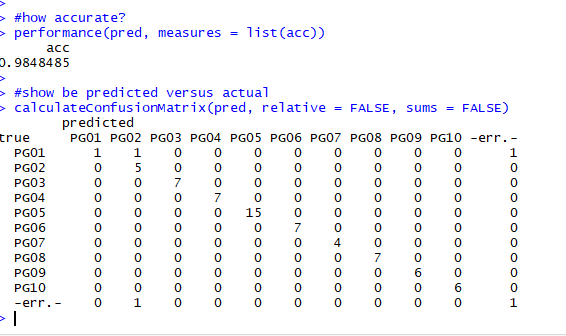 >
> #how accurate?
> performance(pred, measures = list(acc))
acc
0.9848485
>
> #show be predicted versus actual
> calculateConfusionMatrix(pred, relative = FALSE, sums = FALSE)
predicted
true PG01 PG02 PG03 PG04 PG05 PG06 PG07 PG08 PG09 PG10 -err.-
PG01 1 1 0 0 0 0 0 0 0 0 1
PG02 0 5 0 0 0 0 0 0 0 0 0
PG03 0 0 7 0 0 0 0 0 0 0 0
PG04 0 0 0 7 0 0 0 0 0 0 0
PG05 0 0 0 0 15 0 0 0 0 0 0
PG06 0 0 0 0 0 7 0 0 0 0 0
PG07 0 0 0 0 0 0 4 0 0 0 0
PG08 0 0 0 0 0 0 0 7 0 0 0
PG09 0 0 0 0 0 0 0 0 6 0 0
PG10 0 0 0 0 0 0 0 0 0 6 0
-err.- 0 1 0 0 0 0 0 0 0 0 1
>